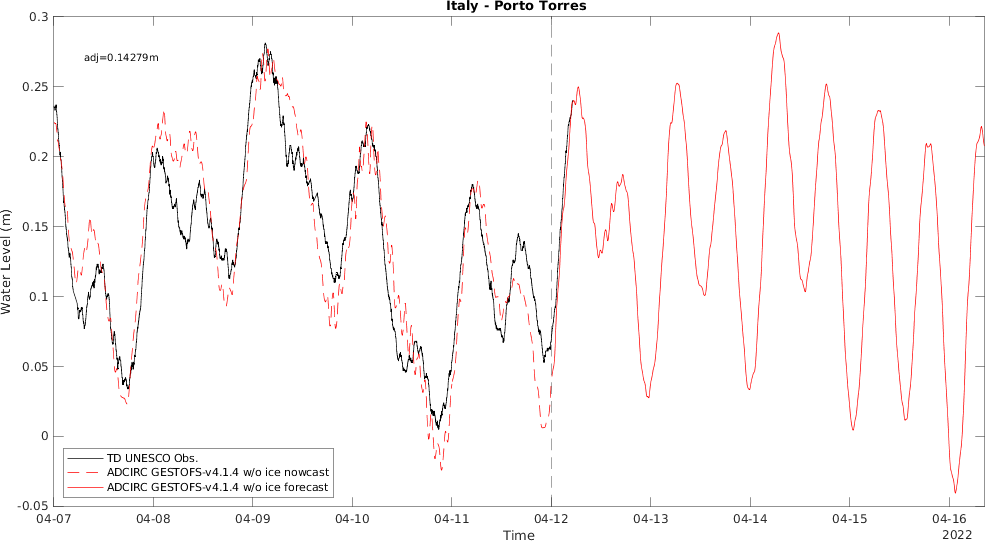 Italy - Porto Torres
adj=0.14279m
0.3
0.25
0.2
0.15
0.1
0.05
0
-0.05
Water Level (m)
TD UNESCO Obs.
ADCIRC GESTOFS-v4.1.4 w/o ice nowcast
ADCIRC GESTOFS-v4.1.4 w/o ice forecast
04-07 04-08 04-09 04-10 04-11 04-12 04-13 04-14 04-15 04-16
Time
2022